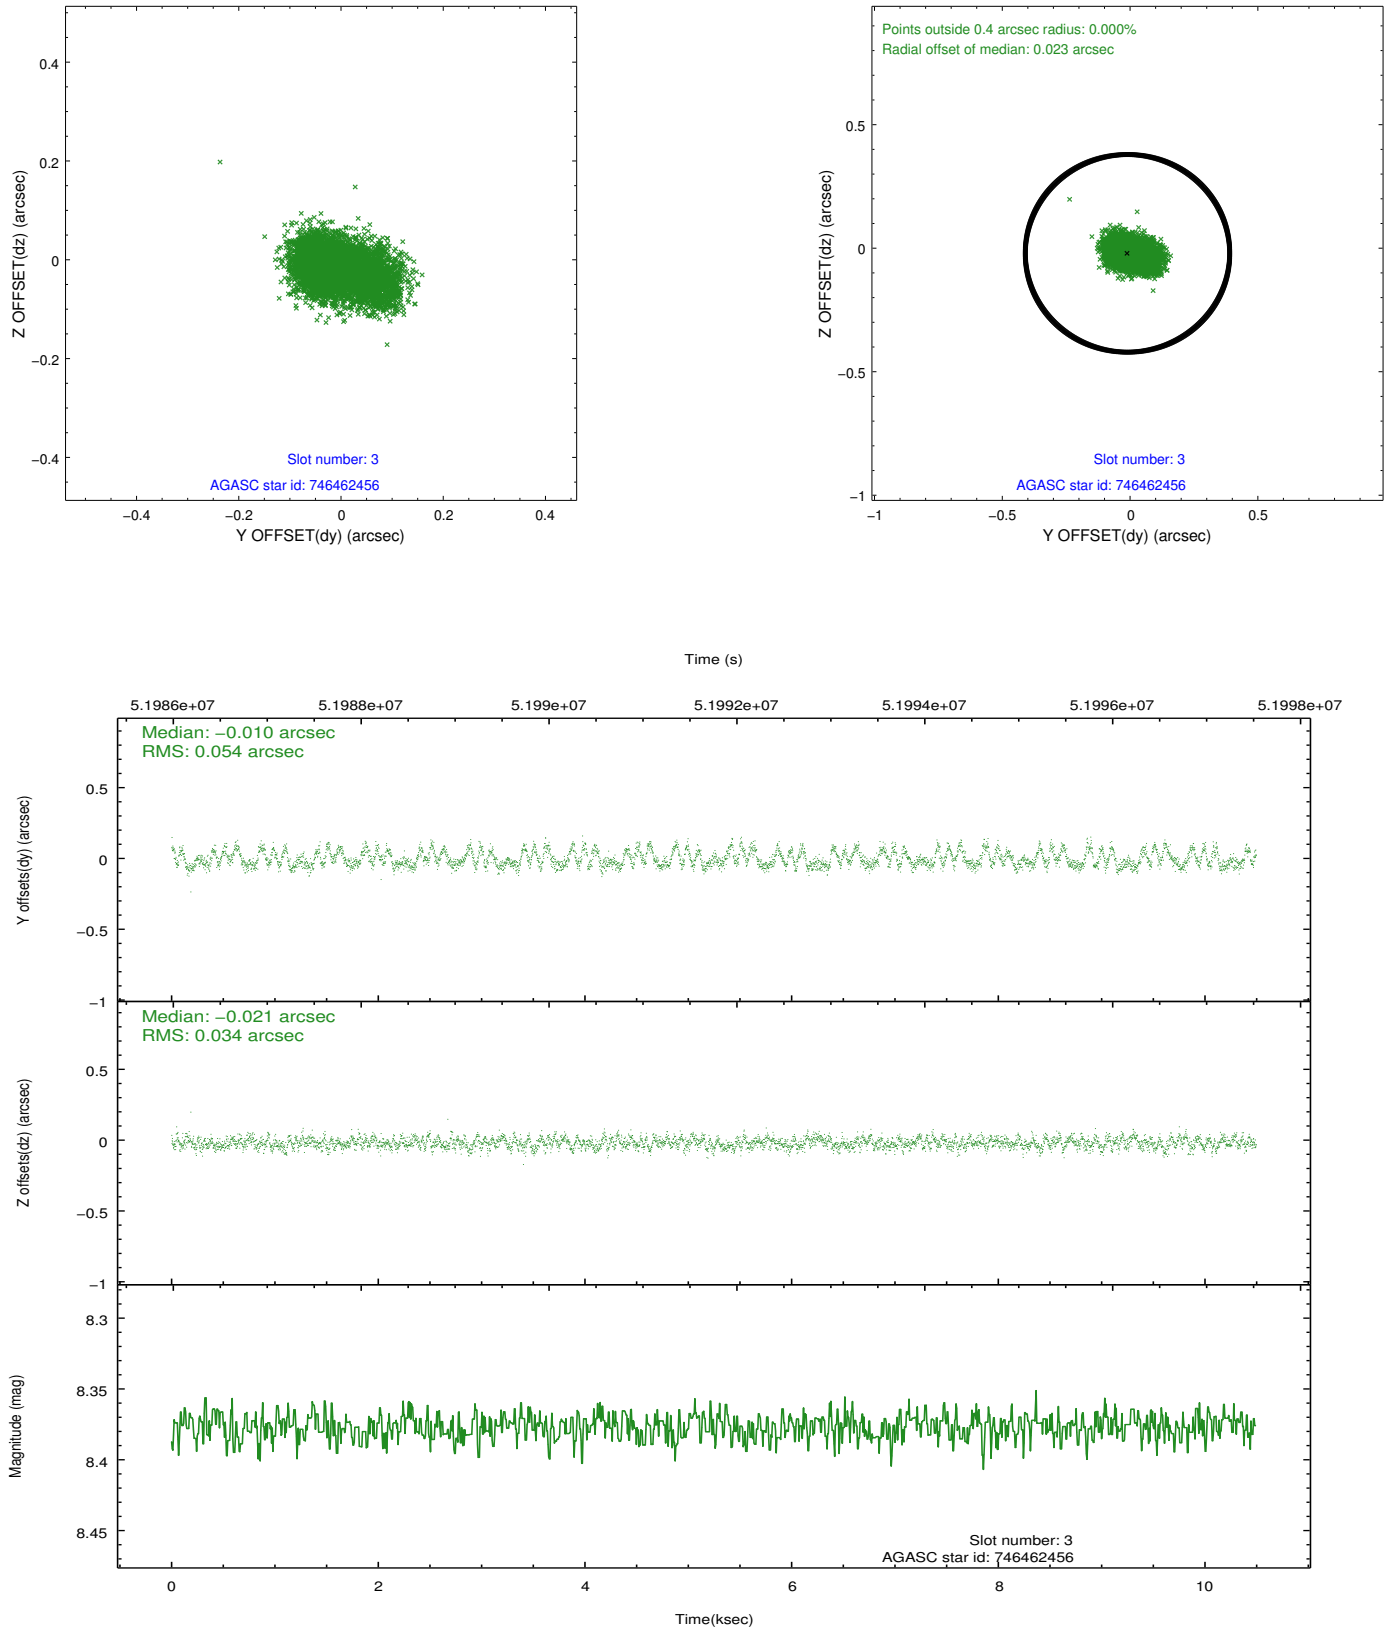 0.4
0.2
0
−0.2
−0.4
Z OFFSET(dz) (arcsec)
Slot number: 3
AGASC star id: 746462456
−0.4 −0.2 0 0.2 0.4
Y OFFSET(dy) (arcsec)
Points outside 0.4 arcsec radius: 0.000%
Radial offset of median: 0.023 arcsec
0.5
0
−0.5
−1
Z OFFSET(dz) (arcsec)
Slot number: 3
AGASC star id: 746462456
−1 −0.5 0 0.5
Y OFFSET(dy) (arcsec)
Time (s)
5.1986e+07 5.1988e+07 5.199e+07 5.1992e+07 5.1994e+07 5.1996e+07 5.1998e+07
Median: −0.010 arcsec
RMS: 0.054 arcsec
0.5
0
−0.5
−1
Y offsets(dy) (arcsec)
Median: −0.021 arcsec
RMS: 0.034 arcsec
0.5
0
−0.5
−1
Z offsets(dz) (arcsec)
8.3
8.35
8.4
8.45
Magnitude (mag)
Slot number: 3
AGASC star id: 746462456
0 2 4 6 8 10
Time(ksec)